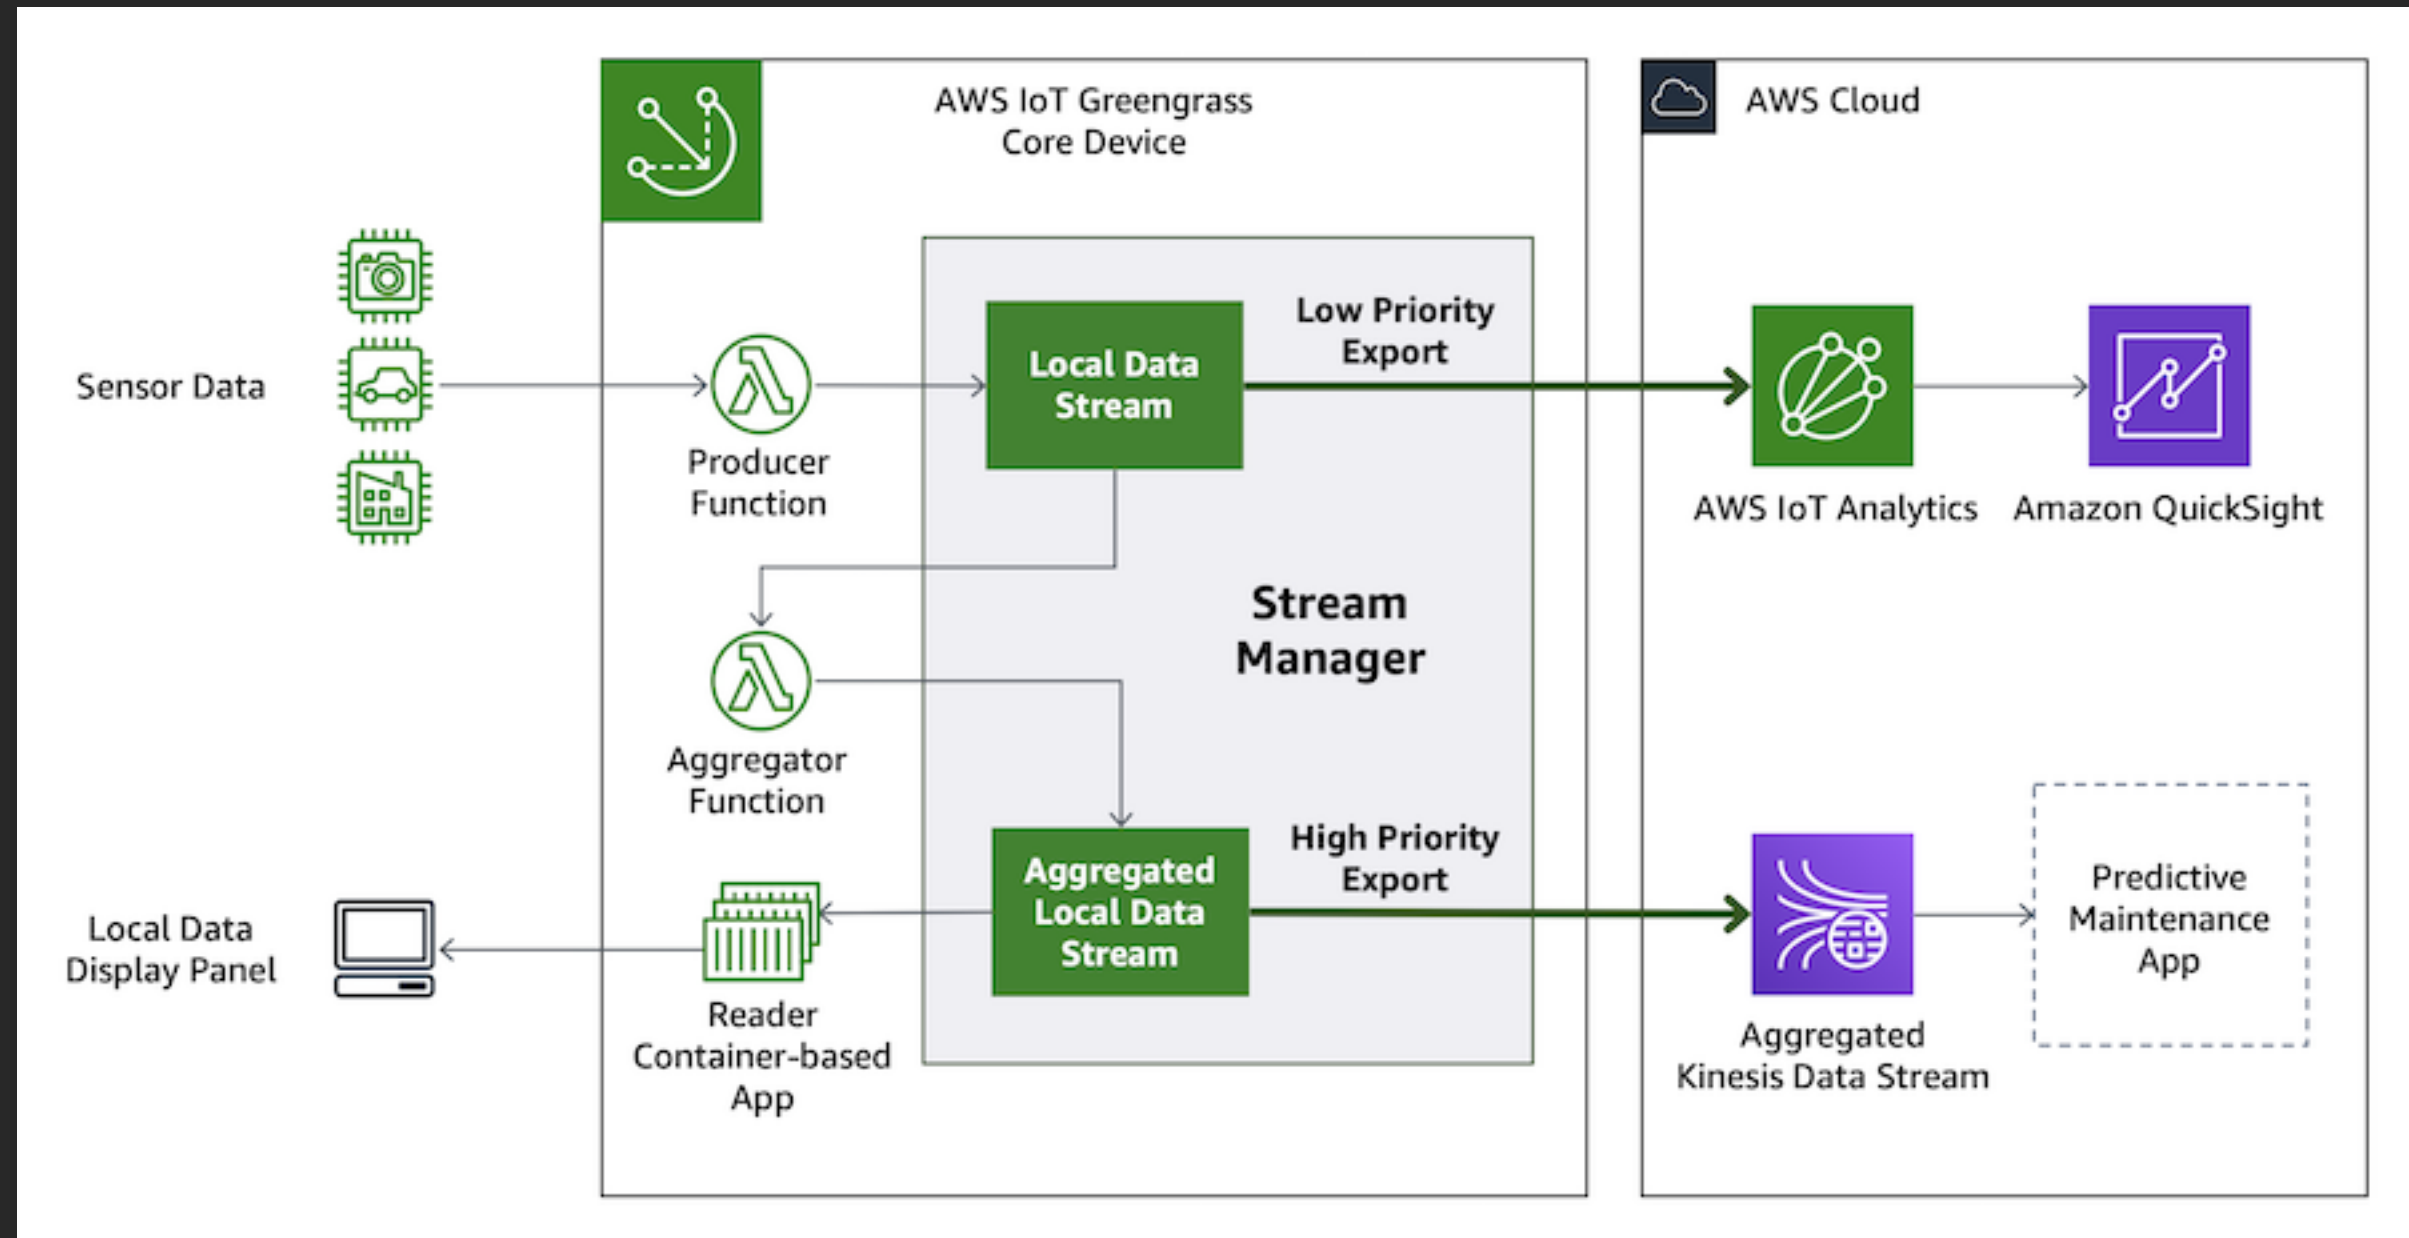 AWS IoT Greengrass
Core Device
AWS Cloud
Sensor Data
Producer
Function
Local Data
Stream
Low Priority
Export
AWS IoT Analytics
Amazon QuickSight
Stream
Manager
Aggregator
Function
Local Data
Display Panel
Reader
Container-based
App
Aggregated
Local Data
Stream
High Priority
Export
Aggregated
Kinesis Data Stream
Predictive
Maintenance
App